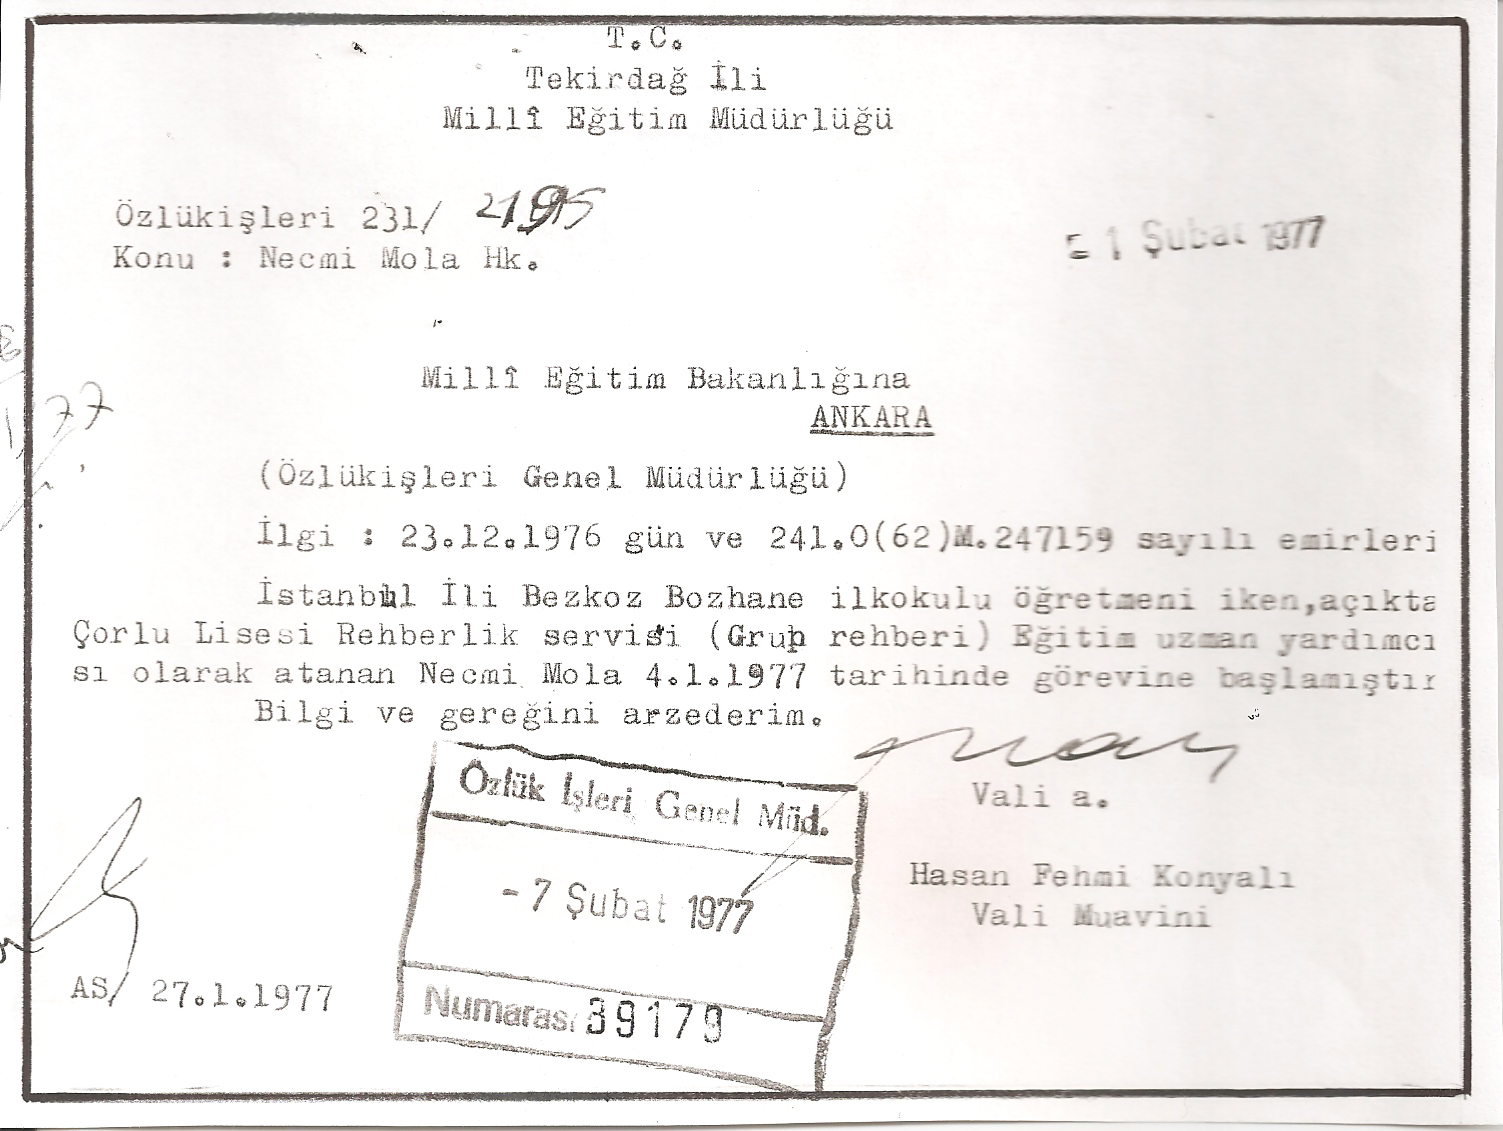 T.C.
Tekirdağ İli
Millî Eğitim Müdürlüğü
Özlükişleri 231/ 2195
Konu : Necmi Mola Hk.
1 Şubat 1977
Millî Eğitim Bakanlığına
ANKARA
(Özlükişleri Genel Müdürlüğü)
İlgi : 23.12.1976 gün ve 241.0(62)M.247159 sayılı emirleri
İstanbul İli Bezkoz Bozhane ilkokulu öğretmeni iken,açıkta
Çorlu Lisesi Rehberlik servisi (Grup rehberi) Eğitim uzman yardımcı
sı olarak atanan Necmi Mola 4.1.1977 tarihinde görevine başlamıştır
Bilgi ve gereğini arzederim.
Vali a.
Hasan Fehmi Konyalı
Vali Muavini
Özlük İşleri Genel Müd.
- 7 Şubat 1977
Numarası 39179
AS/ 27.1.1977